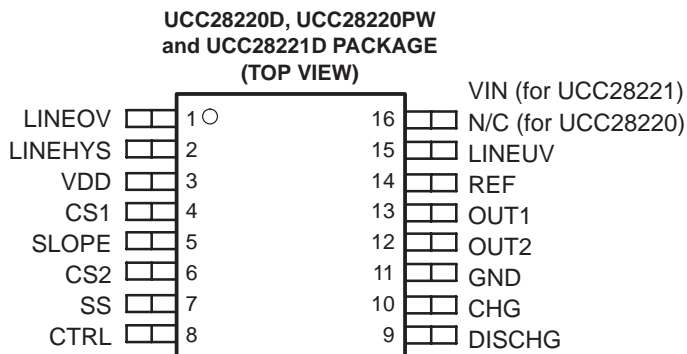 UCC28220D, UCC28220PW
and UCC28221D PACKAGE
(TOP VIEW)
VIN (for UCC28221)
LINEOV 1 16 N/C (for UCC28220)
LINEHYS 2 15 LINEUV
VDD 3 14 REF
CS1 4 13 OUT1
SLOPE 5 12 OUT2
CS2 6 11 GND
SS 7 10 CHG
CTRL 8 9 DISCHG